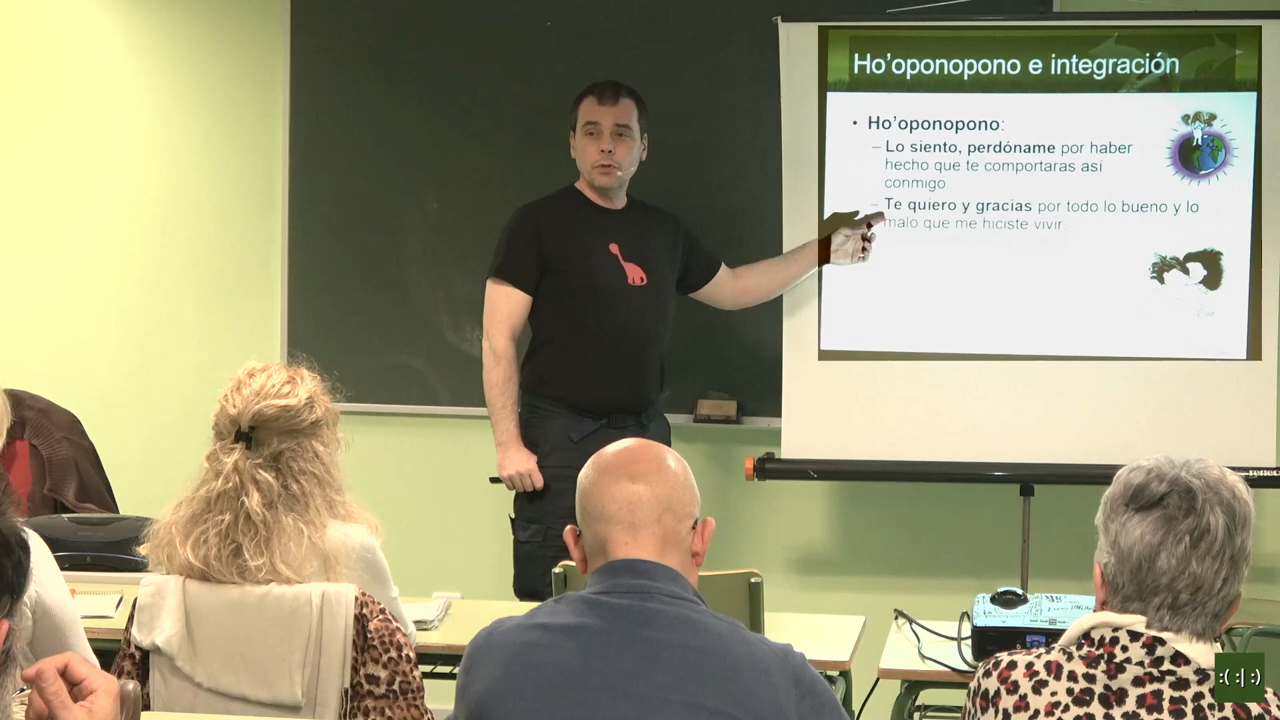 Ho'oponopono e integración
• Ho'oponopono:
– Lo siento, perdóname por haber
hecho que te comportaras así
conmigo.
– Te quiero y gracias por todo lo bueno y lo
malo que me hiciste vivir.
:( :| :)